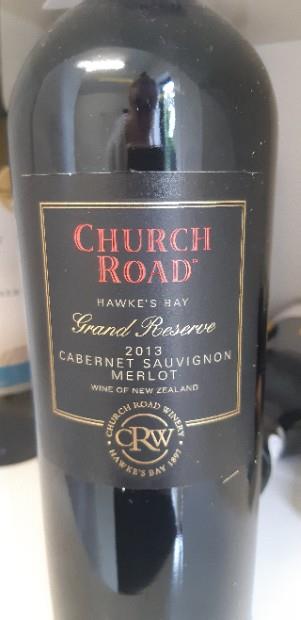 CHURCH
ROAD™
HAWKE'S BAY
Grand Reserve
2013
CABERNET SAUVIGNON
MERLOT
WINE OF NEW ZEALAND
CHURCH ROAD WINERY
CRW
HAWKE'S BAY 1897